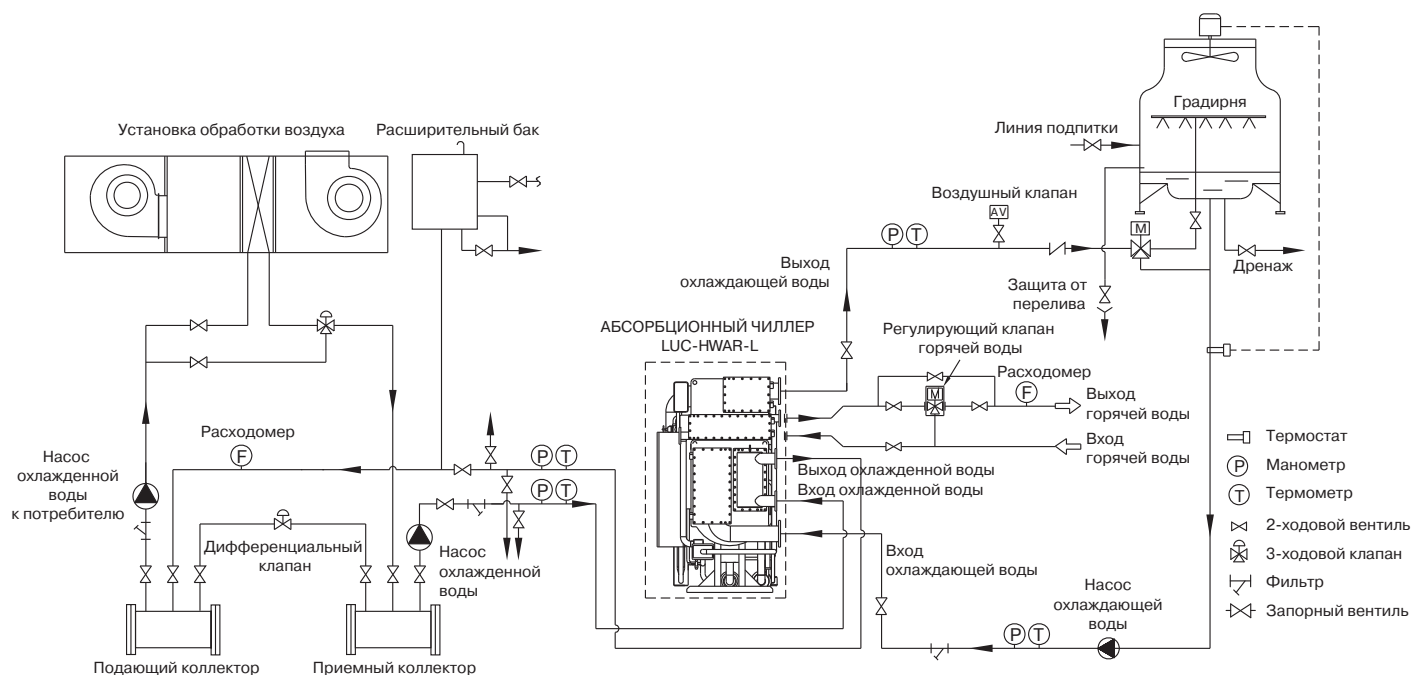 Установка обработки воздуха
Расширительный бак
Градирня
Линия подпитки
Воздушный клапан
AV
M
P T
Выход
охлаждающей воды
Дренаж
Защита от
перелива
АБСОРБЦИОННЫЙ ЧИЛЛЕР
LUC-HWAR-L
Регулирующий клапан
горячей воды
Расходомер
M
F
Выход
горячей воды
Вход
горячей воды
Расходомер
F
Насос
охлажденной
воды
к потребителю
P T
P T
Выход охлажденной воды
Вход охлажденной воды
Дифференциальный
клапан
Насос
охлажденной
воды
Вход
охлаждающей воды
Насос
охлаждающей
воды
P T
Подающий коллектор
Приемный коллектор
Термостат
P Манометр
T Термометр
2-ходовой вентиль
3-ходовой клапан
Фильтр
Запорный вентиль